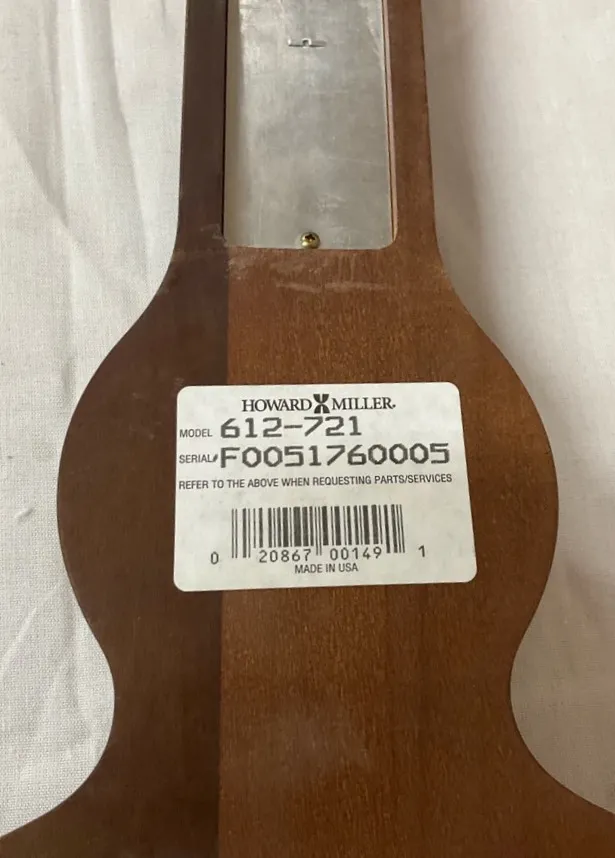 HOWARD MILLER.
MODEL 612-721
SERIAL F0051760005
REFER TO THE ABOVE WHEN REQUESTING PARTS/SERVICES
0 20867 00149 1
MADE IN USA